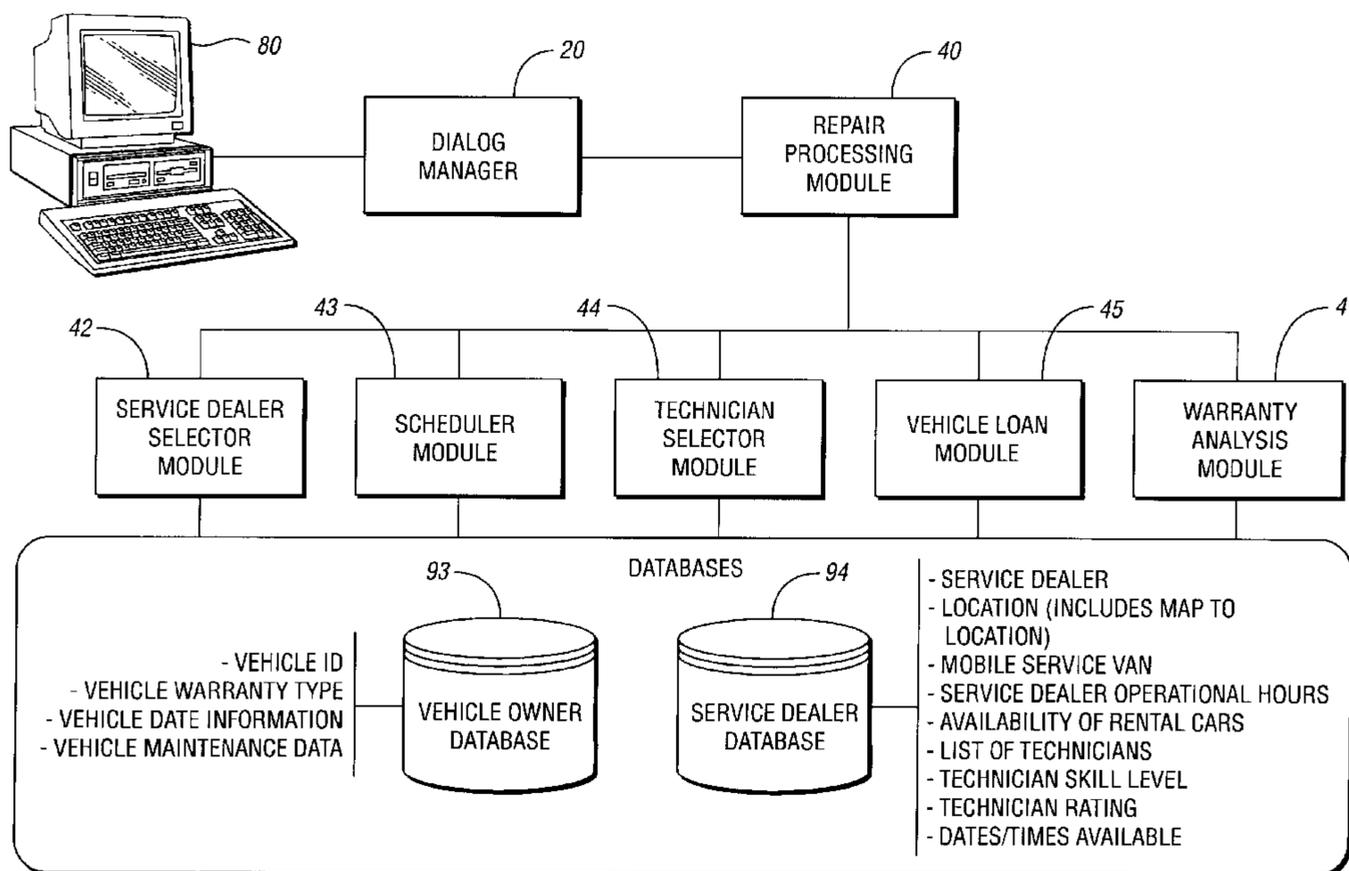 80
20
40
DIALOG
MANAGER
REPAIR
PROCESSING
MODULE
42
43
44
45
4
SERVICE DEALER
SELECTOR
MODULE
SCHEDULER
MODULE
TECHNICIAN
SELECTOR
MODULE
VEHICLE LOAN
MODULE
WARRANTY
ANALYSIS
MODULE
DATABASES
93
94
- VEHICLE ID
- VEHICLE WARRANTY TYPE
- VEHICLE DATE INFORMATION
- VEHICLE MAINTENANCE DATA
VEHICLE OWNER
DATABASE
SERVICE DEALER
DATABASE
- SERVICE DEALER
- LOCATION (INCLUDES MAP TO
LOCATION)
- MOBILE SERVICE VAN
- SERVICE DEALER OPERATIONAL HOURS
- AVAILABILITY OF RENTAL CARS
- LIST OF TECHNICIANS
- TECHNICIAN SKILL LEVEL
- TECHNICIAN RATING
- DATES/TIMES AVAILABLE